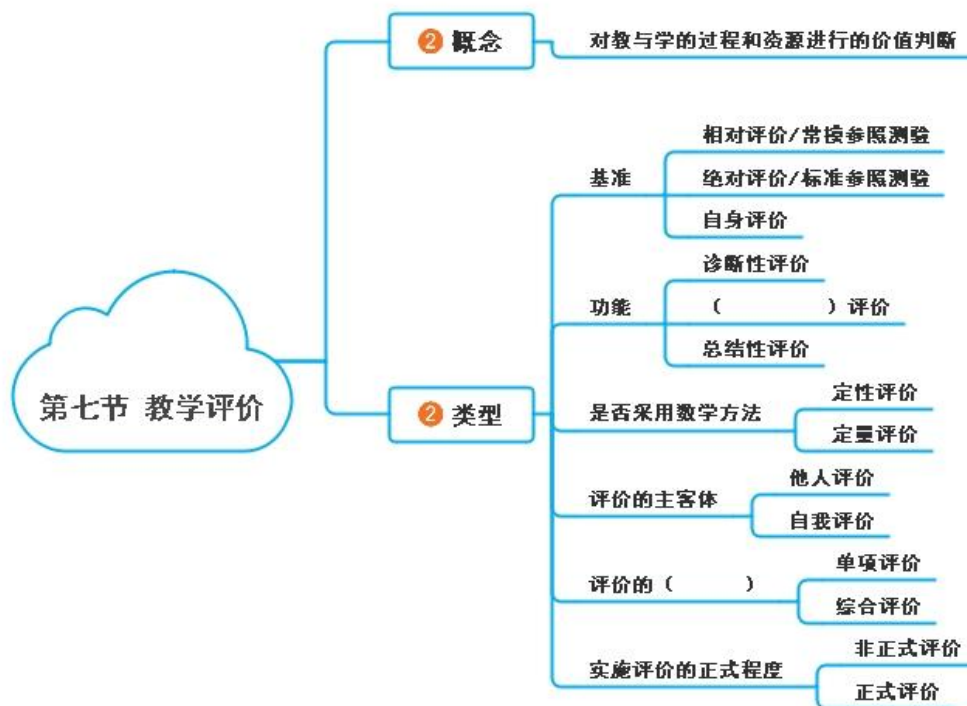 第七节 教学评价
2 概念
对教与学的过程和资源进行的价值判断
2 类型
基准
相对评价/常模参照测验
绝对评价/标准参照测验
自身评价
功能
诊断性评价
（ ）评价
总结性评价
是否采用数学方法
定性评价
定量评价
评价的主客体
他人评价
自我评价
评价的（ ）
单项评价
综合评价
实施评价的正式程度
非正式评价
正式评价